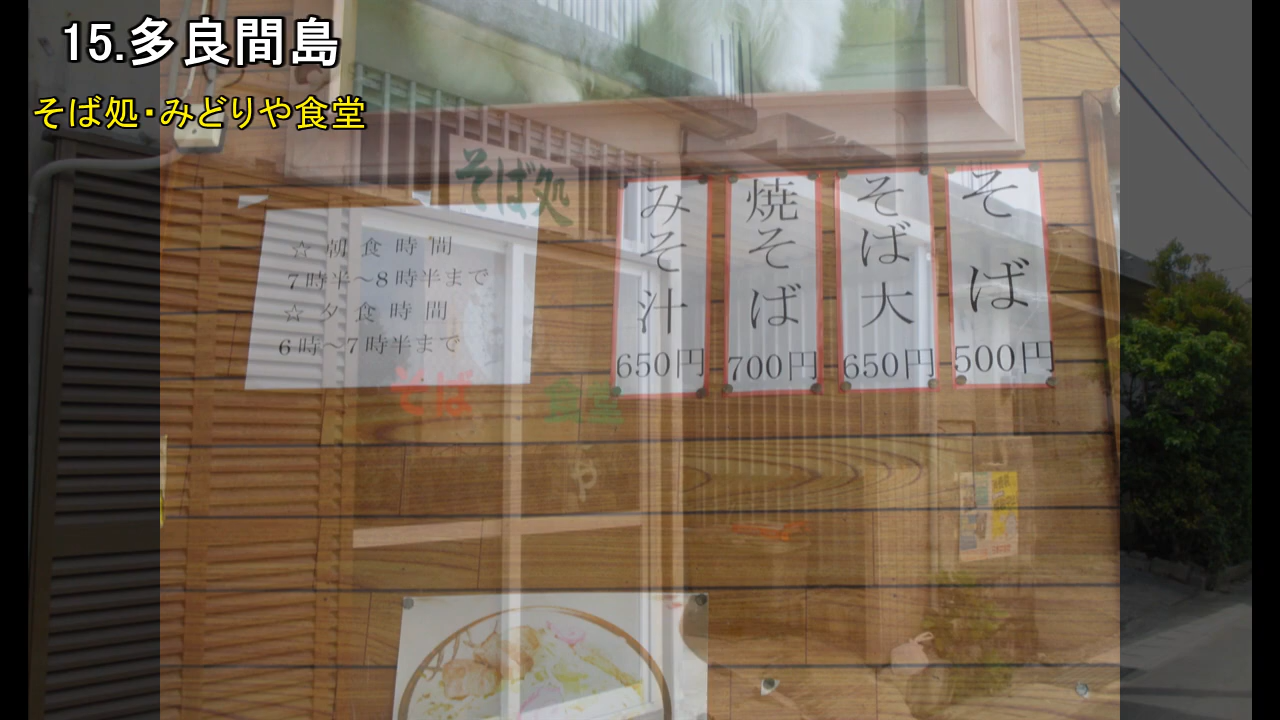 15.多良間島
そば処・みどりや食堂
そば処
☆朝食時間
7時半～8時半まで
☆夕食時間
6時～7時半まで
みそ汁
650円
焼そば
700円
そば大
650円
そば
500円
そば 食堂
や